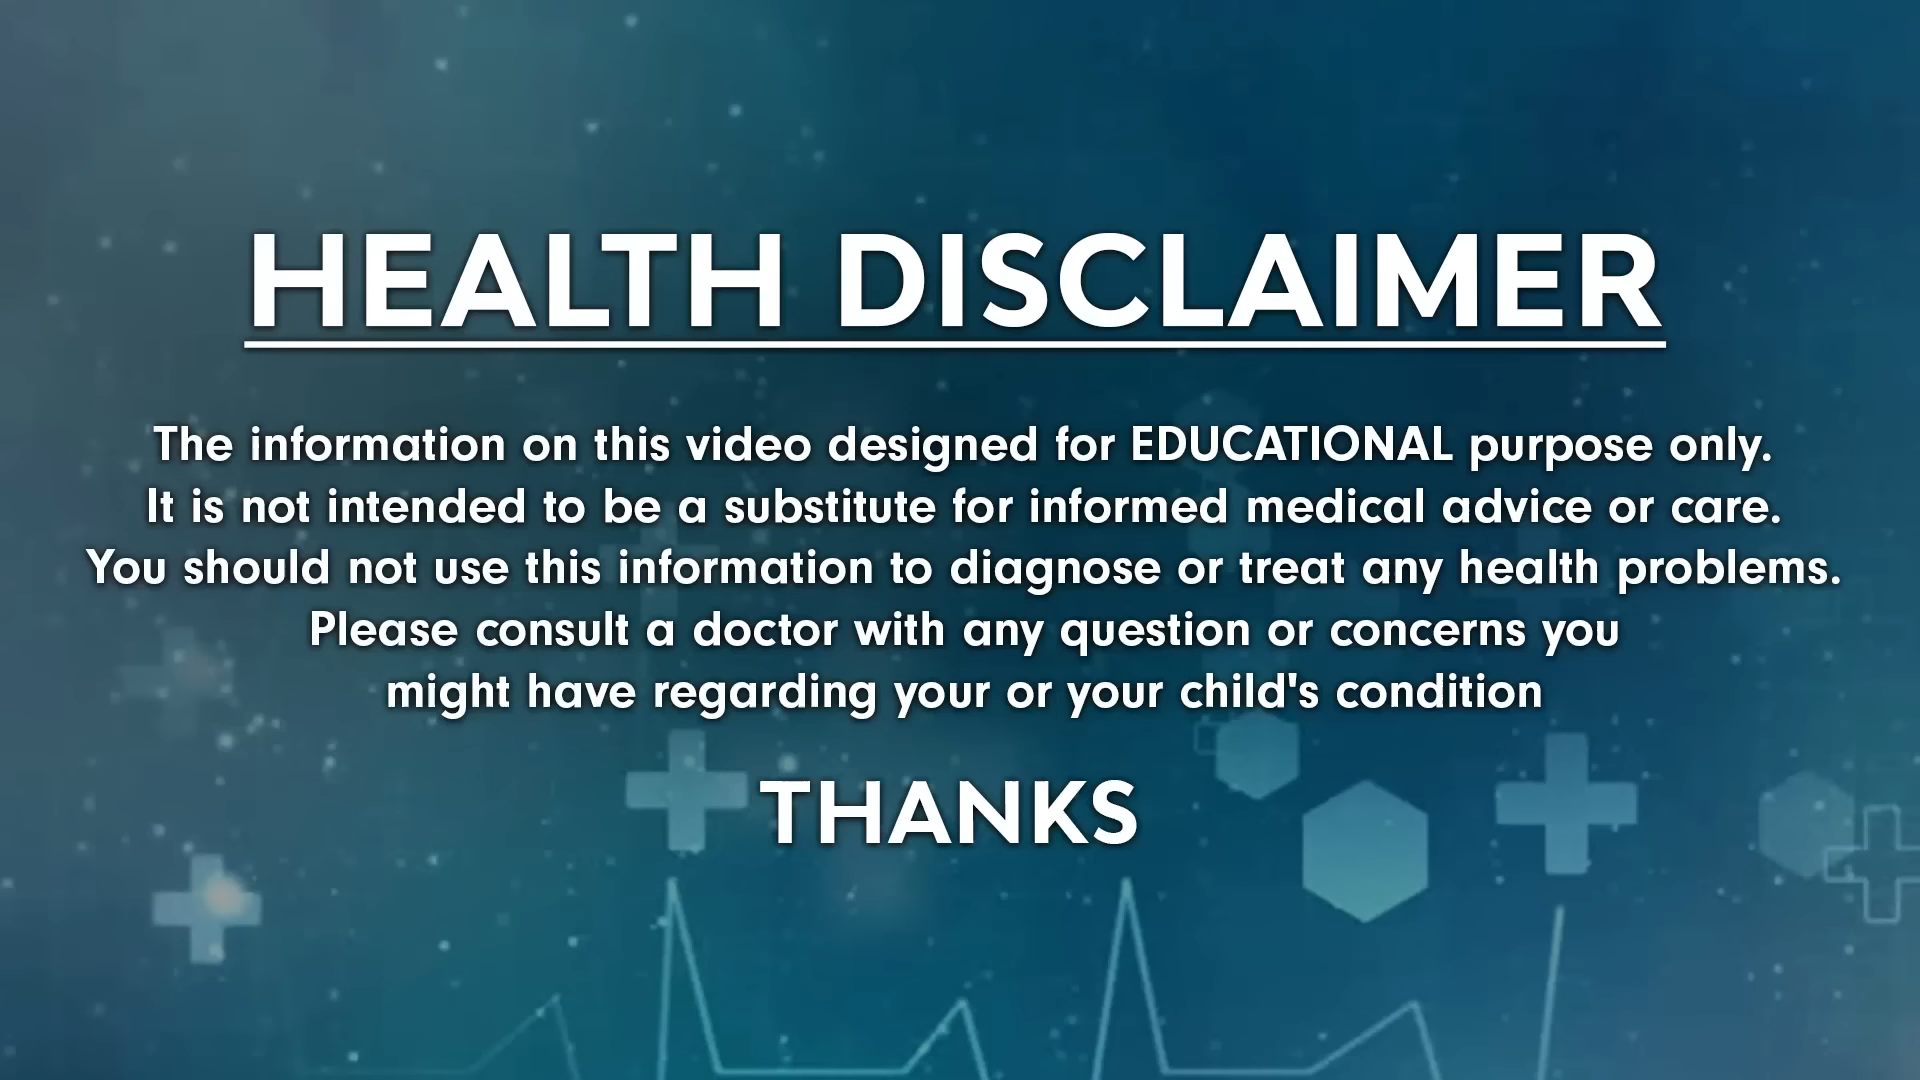 HEALTH DISCLAIMER
The information on this video designed for EDUCATIONAL purpose only.
It is not intended to be a substitute for informed medical advice or care.
You should not use this information to diagnose or treat any health problems.
Please consult a doctor with any question or concerns you
might have regarding your or your child's condition
THANKS